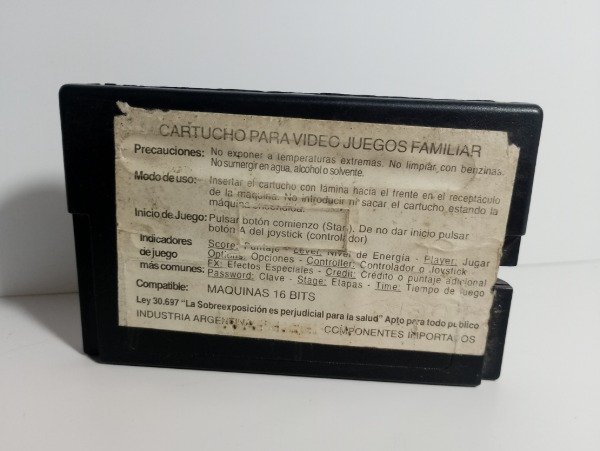 CARTUCHO PARA VIDEO JUEGOS FAMILIAR
Precauciones: No exponer a temperaturas extremas. No limpiar con benzinas.
No sumergir en agua, alcohol o solvente.
Modo de uso: Insertar el cartucho con lamina hacia el frente en el receptáculo
de la maquina. No introducir ni sacar el cartucho estando la
máquina encendida.
Inicio de Juego: Pulsar botón comienzo (Star). De no dar inicio pulsar
botón A del joystick (controlador)
Indicadores Score: Puntaje - Level: Nivel de Energía - Player: Jugar
de juego Options: Opciones - Controller: Controlador o Joystick
más comunes: FX: Efectos Especiales - Credit: Crédito o puntaje adicional
Password: Clave - Stage: Etapas - Time: Tiempo de juego
Compatible: MAQUINAS 16 BITS
Ley 30.697 "La Sobreexposición es perjudicial para la salud" Apto para todo público
INDUSTRIA ARGENTINA COMPONENTES IMPORTADOS